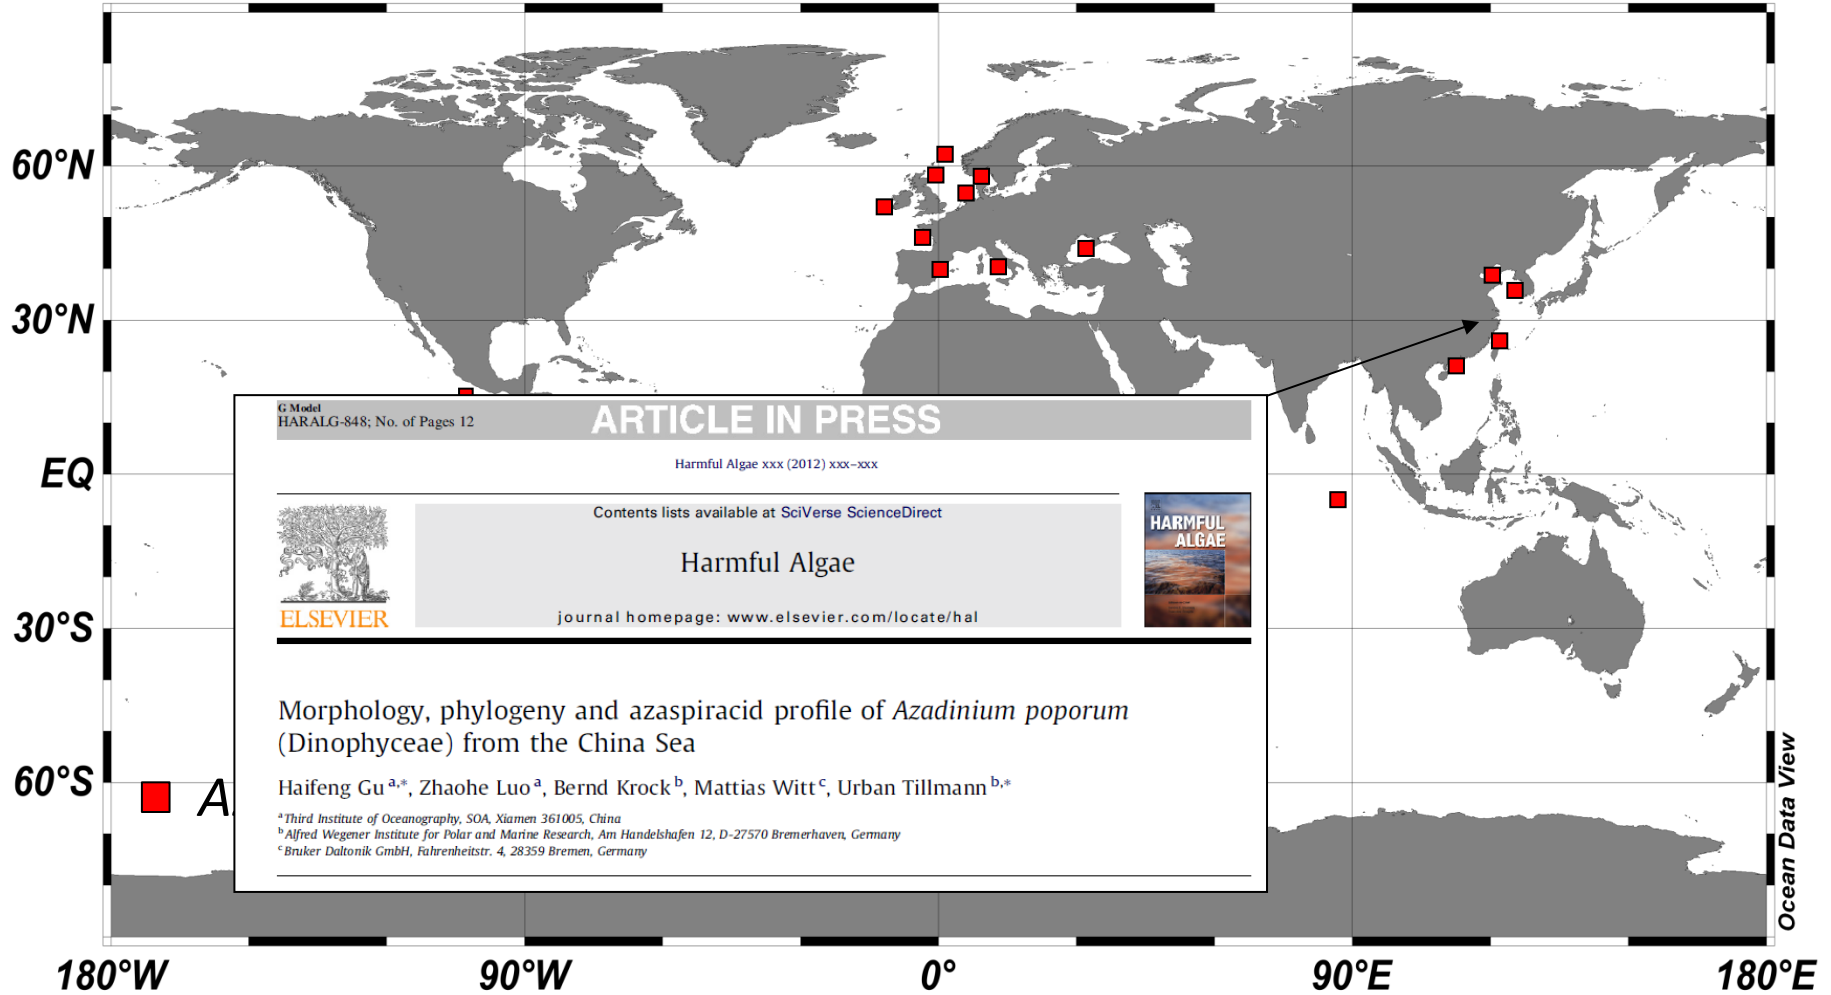 60°N
30°N
EQ
30°S
60°S
A
180°W
90°W
0°
90°E
180°E
Ocean Data View
G Model
HARALG-848; No. of Pages 12
ARTICLE IN PRESS
Harmful Algae xxx (2012) xxx–xxx
Contents lists available at SciVerse ScienceDirect
Harmful Algae
journal homepage: www.elsevier.com/locate/hal
ELSEVIER
HARMFUL
ALGAE
Morphology, phylogeny and azaspiracid profile of Azadinium poporum
(Dinophyceae) from the China Sea
Haifeng Gu a,*, Zhaohe Luo a, Bernd Krock b, Mattias Witt c, Urban Tillmann b,*
a Third Institute of Oceanography, SOA, Xiamen 361005, China
b Alfred Wegener Institute for Polar and Marine Research, Am Handelshafen 12, D-27570 Bremerhaven, Germany
c Bruker Daltonik GmbH, Fahrenheitstr. 4, 28359 Bremen, Germany